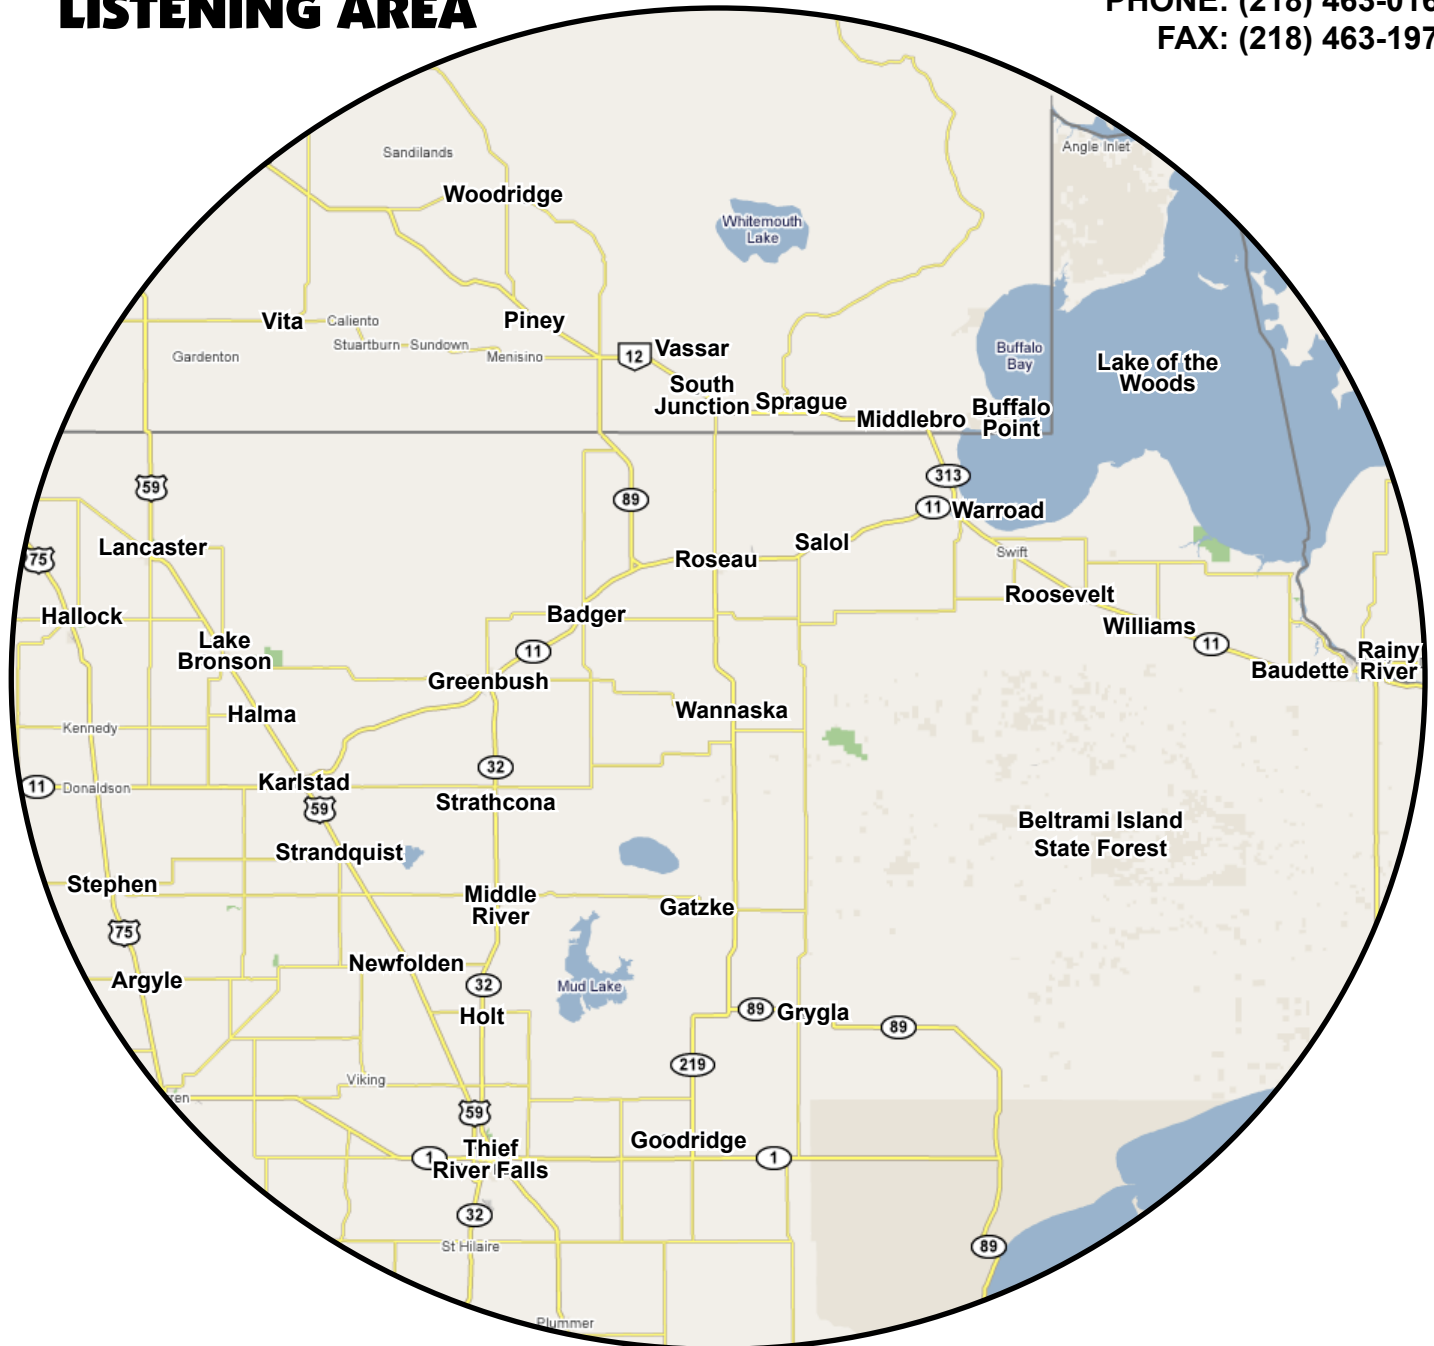 LISTENING AREA
PHONE: (218) 463-016
FAX: (218) 463-197
Sandilands
Angle Inlet
Woodridge
Whitemouth
Lake
Vita
Caliento
Piney
Stuartburn
Sundown
Gardenton
Menisino
12
Vassar
Buffalo
Bay
Lake of the
Woods
South
Junction
Sprague
Middlebro
Buffalo
Point
59
89
313
11
Warroad
75
Lancaster
Roseau
Salol
Swift
Hallock
Badger
Roosevelt
Lake
Bronson
11
Williams
11
Greenbush
Baudette
Rainy
River
Halma
Wannaska
Kennedy
32
11
Donaldson
Karlstad
59
Strathcona
Beltrami Island
State Forest
Strandquist
Stephen
Middle
River
Gatzke
75
Newfolden
Argyle
32
Mud Lake
Holt
89
Grygla
89
219
Viking
ren
59
Goodridge
Thief
River Falls
1
1
32
St Hilaire
89
Plummer